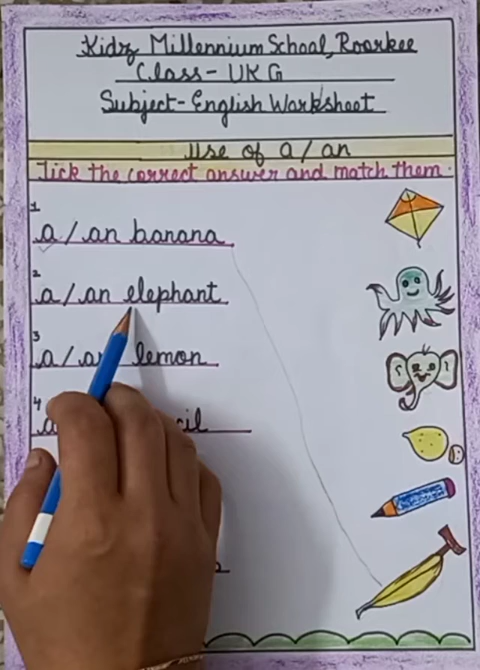 Kidz Millennium School, Roorkee
Class- UKG
Subject- English Worksheet
Use of a / an
Tick the correct answer and match them.
1
a / an banana
2
a / an elephant
3
a / an lemon
4